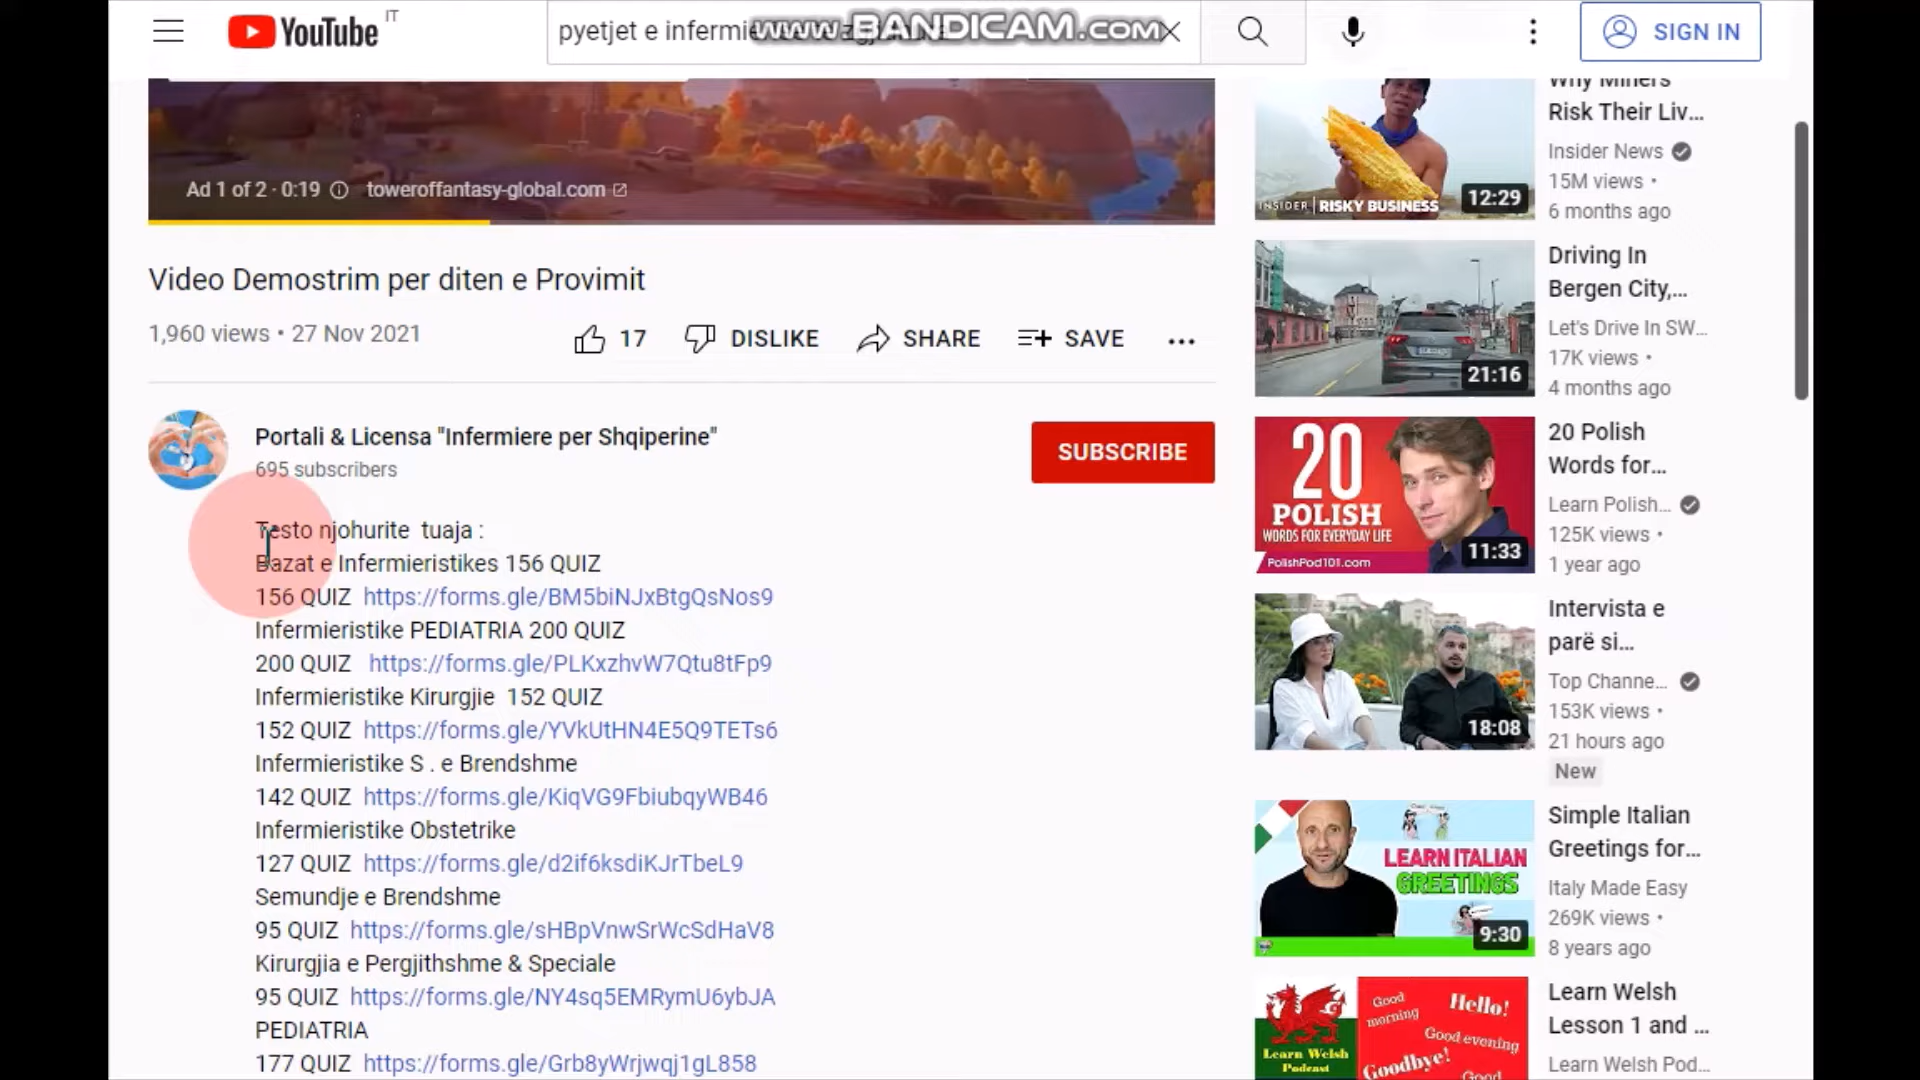 YouTube IT
pyetjet e infermie
www.BANDICAM.com
SIGN IN
Ad 1 of 2 · 0:19
toweroffantasy-global.com
Video Demostrim per diten e Provimit
1,960 views • 27 Nov 2021
17
DISLIKE
SHARE
SAVE
Portali & Licensa "Infermiere per Shqiperine"
695 subscribers
SUBSCRIBE
Testo njohurite tuaja :
Bazat e Infermieristikes 156 QUIZ
156 QUIZ https://forms.gle/BM5biNJxBtgQsNos9
Infermieristike PEDIATRIA 200 QUIZ
200 QUIZ https://forms.gle/PLKxzhvW7Qtu8tFp9
Infermieristike Kirurgjie 152 QUIZ
152 QUIZ https://forms.gle/YVkUtHN4E5Q9TETs6
Infermieristike S . e Brendshme
142 QUIZ https://forms.gle/KiqVG9FbiubqyWB46
Infermieristike Obstetrike
127 QUIZ https://forms.gle/d2if6ksdiKJrTbeL9
Semundje e Brendshme
95 QUIZ https://forms.gle/sHBpVnwSrWcSdHaV8
Kirurgjia e Pergjithshme & Speciale
95 QUIZ https://forms.gle/NY4sq5EMRymU6ybJA
PEDIATRIA
177 QUIZ https://forms.gle/Grb8yWrjwqj1gL858
INSIDER | RISKY BUSINESS
12:29
Why Miners
Risk Their Liv...
Insider News
15M views •
6 months ago
21:16
Driving In
Bergen City,...
Let's Drive In SW...
17K views •
4 months ago
20
POLISH
WORDS FOR EVERYDAY LIFE
PolishPod101.com
11:33
20 Polish
Words for...
Learn Polish...
125K views •
1 year ago
18:08
Intervista e
parë si...
Top Channe...
153K views •
21 hours ago
New
LEARN ITALIAN
GREETINGS
9:30
Simple Italian
Greetings for...
Italy Made Easy
269K views •
8 years ago
Learn Welsh
Podcast
Good
morning
Hello!
Good evening
Goodbye!
Good
Learn Welsh
Lesson 1 and ...
Learn Welsh Pod...